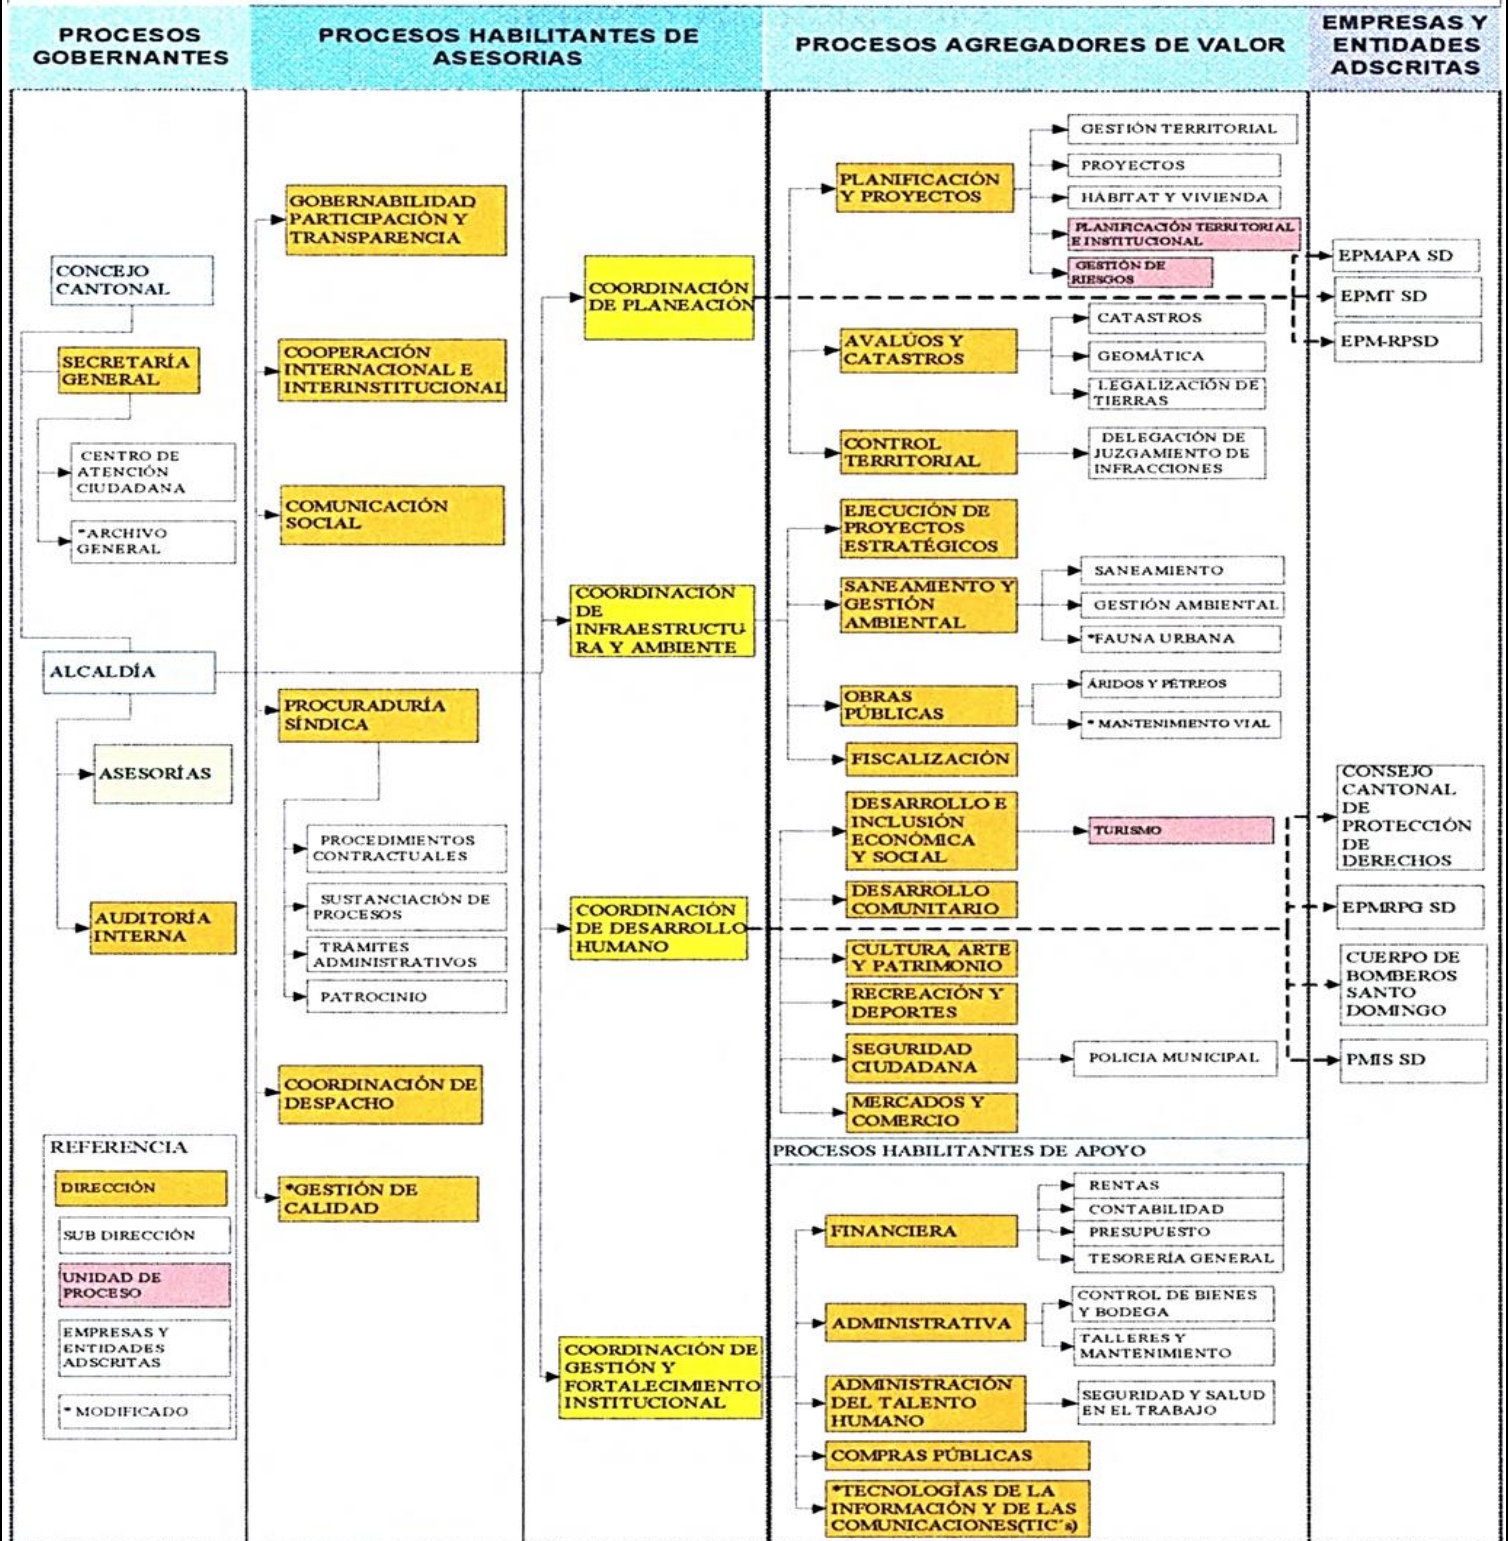 PROCESOS
GOBERNANTES
PROCESOS HABILITANTES DE
ASESORIAS
PROCESOS AGREGADORES DE VALOR
EMPRESAS Y
ENTIDADES
ADSCRITAS
CONCEJO
CANTONAL
SECRETARÍA
GENERAL
CENTRO DE
ATENCIÓN
CIUDADANA
*ARCHIVO
GENERAL
ALCALDÍA
ASESORÍAS
AUDITORÍA
INTERNA
REFERENCIA
DIRECCIÓN
SUB DIRECCIÓN
UNIDAD DE
PROCESO
EMPRESAS Y
ENTIDADES
ADSCRITAS
* MODIFICADO
GOBERNABILIDAD
PARTICIPACIÓN Y
TRANSPARENCIA
COOPERACIÓN
INTERNACIONAL E
INTERINSTITUCIONAL
COMUNICACIÓN
SOCIAL
PROCURADURÍA
SÍNDICA
PROCEDIMIENTOS
CONTRACTUALES
SUSTANCIACIÓN DE
PROCESOS
TRÁMITES
ADMINISTRATIVOS
PATROCINIO
COORDINACIÓN DE
DESPACHO
*GESTIÓN DE
CALIDAD
COORDINACIÓN
DE PLANEACIÓN
COORDINACIÓN
DE
INFRAESTRUCTU-
RA Y AMBIENTE
COORDINACIÓN
DE DESARROLLO
HUMANO
COORDINACIÓN DE
GESTIÓN Y
FORTALECIMIENTO
INSTITUCIONAL
PLANIFICACIÓN
Y PROYECTOS
GESTIÓN TERRITORIAL
PROYECTOS
HÁBITAT Y VIVIENDA
PLANIFICACIÓN TERRITORIAL
E INSTITUCIONAL
GESTIÓN DE
RIESGOS
AVALÚOS Y
CATASTROS
CATASTROS
GEOMÁTICA
LEGALIZACIÓN DE
TIERRAS
CONTROL
TERRITORIAL
DELEGACIÓN DE
JUZGAMIENTO DE
INFRACCIONES
EJECUCIÓN DE
PROYECTOS
ESTRATÉGICOS
SANEAMIENTO Y
GESTIÓN
AMBIENTAL
SANEAMIENTO
GESTIÓN AMBIENTAL
*FAUNA URBANA
OBRAS
PÚBLICAS
ÁRIDOS Y PÉTREOS
* MANTENIMIENTO VIAL
FISCALIZACIÓN
DESARROLLO E
INCLUSIÓN
ECONÓMICA
Y SOCIAL
TURISMO
DESARROLLO
COMUNITARIO
CULTURA, ARTE
Y PATRIMONIO
RECREACIÓN Y
DEPORTES
SEGURIDAD
CIUDADANA
POLICIA MUNICIPAL
MERCADOS Y
COMERCIO
PROCESOS HABILITANTES DE APOYO
FINANCIERA
RENTAS
CONTABILIDAD
PRESUPUESTO
TESORERÍA GENERAL
ADMINISTRATIVA
CONTROL DE BIENES
Y BODEGA
TALLERES Y
MANTENIMIENTO
ADMINISTRACIÓN
DEL TALENTO
HUMANO
SEGURIDAD Y SALUD
EN EL TRABAJO
COMPRAS PÚBLICAS
*TECNOLOGÍAS DE LA
INFORMACIÓN Y DE LAS
COMUNICACIONES(TIC´s)
EPMAPA SD
EPMT SD
EPM-RPSD
CONSEJO
CANTONAL
DE
PROTECCIÓN
DE
DERECHOS
EPMRPG SD
CUERPO DE
BOMBEROS
SANTO
DOMINGO
PMIS SD